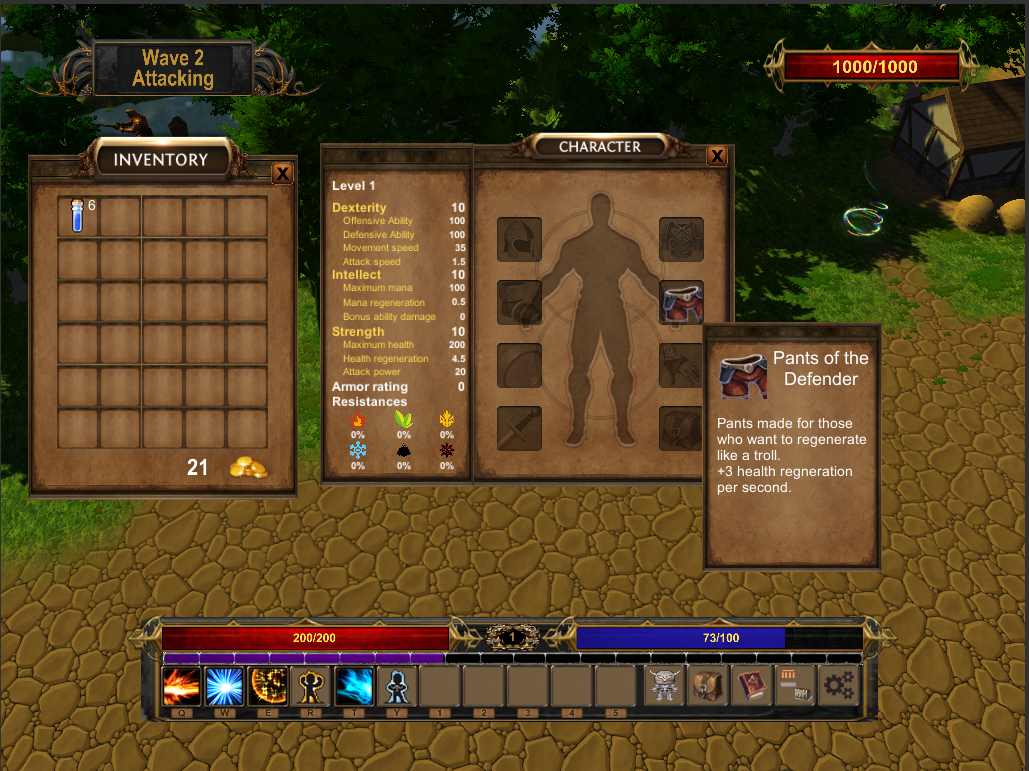 Wave 2
Attacking
1000/1000
INVENTORY
X
6
21
CHARACTER
X
Level 1
Dexterity 10
Offensive Ability 100
Defensive Ability 100
Movement speed 35
Attack speed 1.5
Intellect 10
Maximum mana 100
Mana regeneration 0.5
Bonus ability damage 0
Strength 10
Maximum health 200
Health regeneration 4.5
Attack power 20
Armor rating 0
Resistances
0% 0% 0%
0% 0% 0%
Pants of the
Defender
Pants made for those
who want to regenerate
like a troll.
+3 health regneration
per second.
200/200
1
73/100
Q W E R T Y 1 2 3 4 5